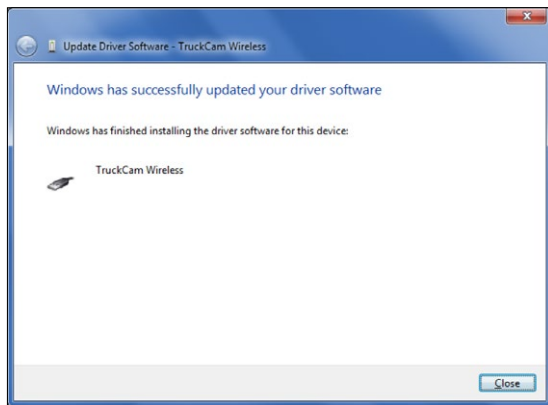 Update Driver Software - TruckCam Wireless
Windows has successfully updated your driver software
Windows has finished installing the driver software for this device:
TruckCam Wireless
Close